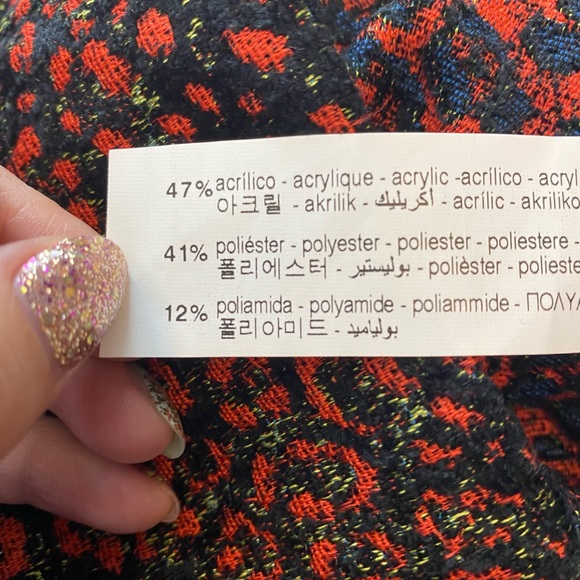 47% acrílico - acrylique - acrylic -acrílico - acryl
아크릴 - akrilik - أكريليك - acrílic - akriliko
41% poliéster - polyester - poliester - poliestere -
폴리에스터 - بوليستير - polièster - polieste
12% poliamida - polyamide - poliammide - ΠΟΛΥΑ
폴리아미드 - بولياميد